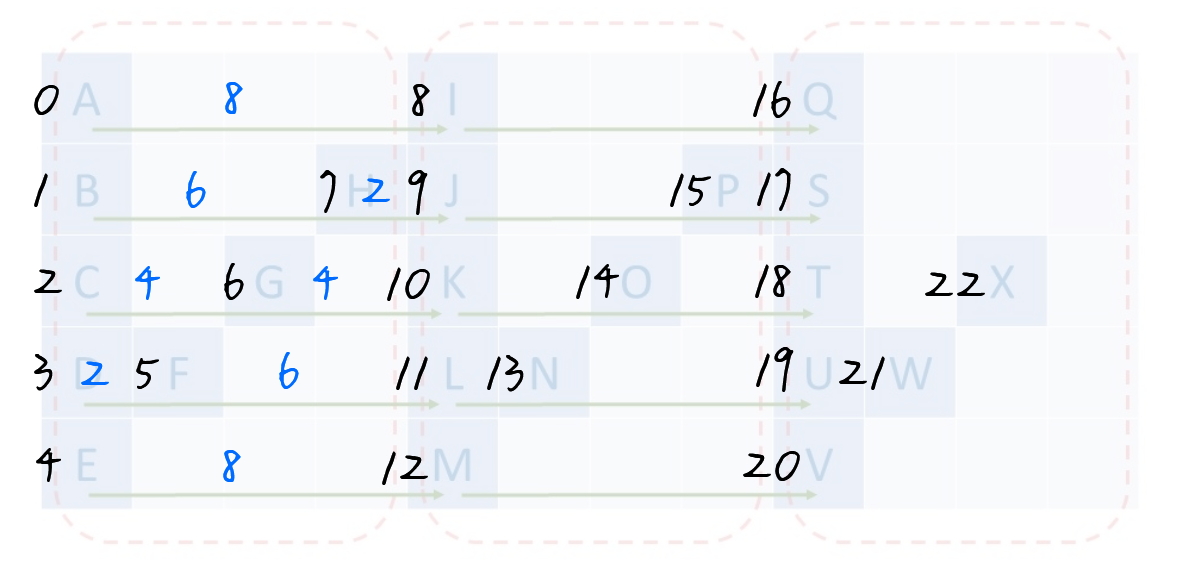 0 A 8 8 I 16 Q
1 B 6 7 H 2 9 J 15 P 17 S
2 C 4 6 G 4 10 K 14 O 18 T 22 X
3 D 2 5 F 6 11 L 13 N 19 U 21 W
4 E 8 12 M 20 V